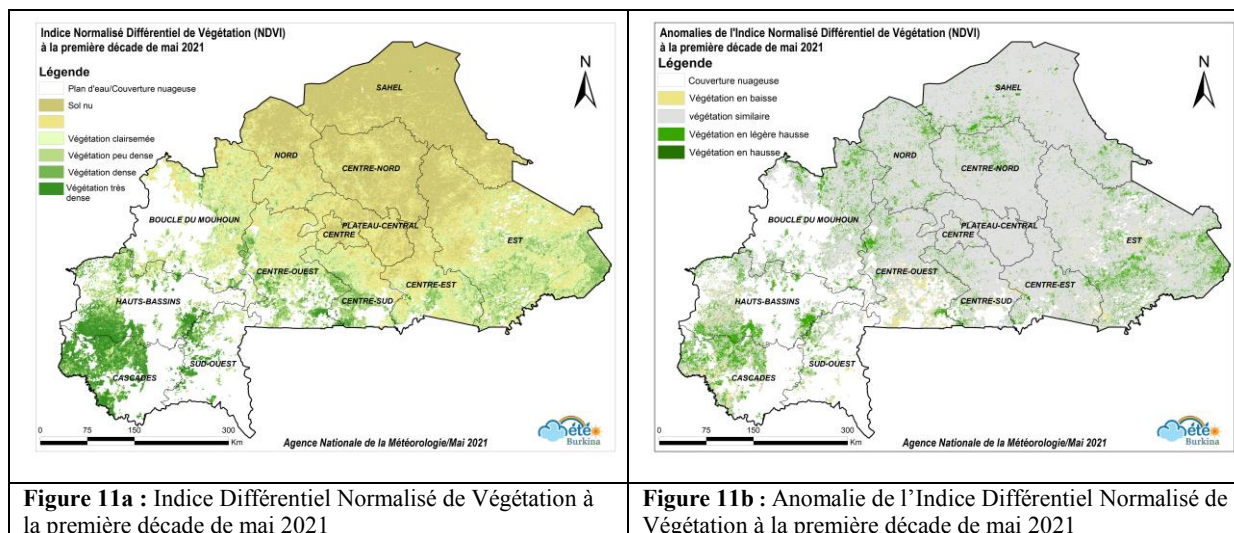 Indice Normalisé Différentiel de Végétation (NDVI)
à la première décade de mai 2021
Légende
Plan d'eau/Couverture nuageuse
Sol nu
Végétation clairsemée
Végétation peu dense
Végétation dense
Végétation très
dense
N
SAHEL
NORD
CENTRE-NORD
BOUCLE DU MOUHOUN
PLATEAU-CENTRAL
CENTRE
EST
CENTRE-OUEST
CENTRE-EST
HAUTS-BASSINS
CENTRE-SUD
SUD-OUEST
CASCADES
0 75 150 300
Km
Agence Nationale de la Météorologie/Mai 2021
été
Burkina
Figure 11a : Indice Différentiel Normalisé de Végétation à
la première décade de mai 2021
Anomalies de l'Indice Normalisé Différentiel de Végétation (NDVI)
à la première décade de mai 2021
Légende
Couverture nuageuse
Végétation en baisse
végétation similaire
Végétation en légère hausse
Végétation en hausse
N
SAHEL
NORD
CENTRE-NORD
BOUCLE DU MOUHOUN
PLATEAU-CENTRAL
CENTRE
EST
CENTRE-OUEST
CENTRE-EST
HAUTS-BASSINS
CENTRE-SUD
SUD-OUEST
CASCADES
0 75 150 300
Km
Agence Nationale de la Météorologie/Mai 2021
été
Burkina
Figure 11b : Anomalie de l’Indice Différentiel Normalisé de
Végétation à la première décade de mai 2021